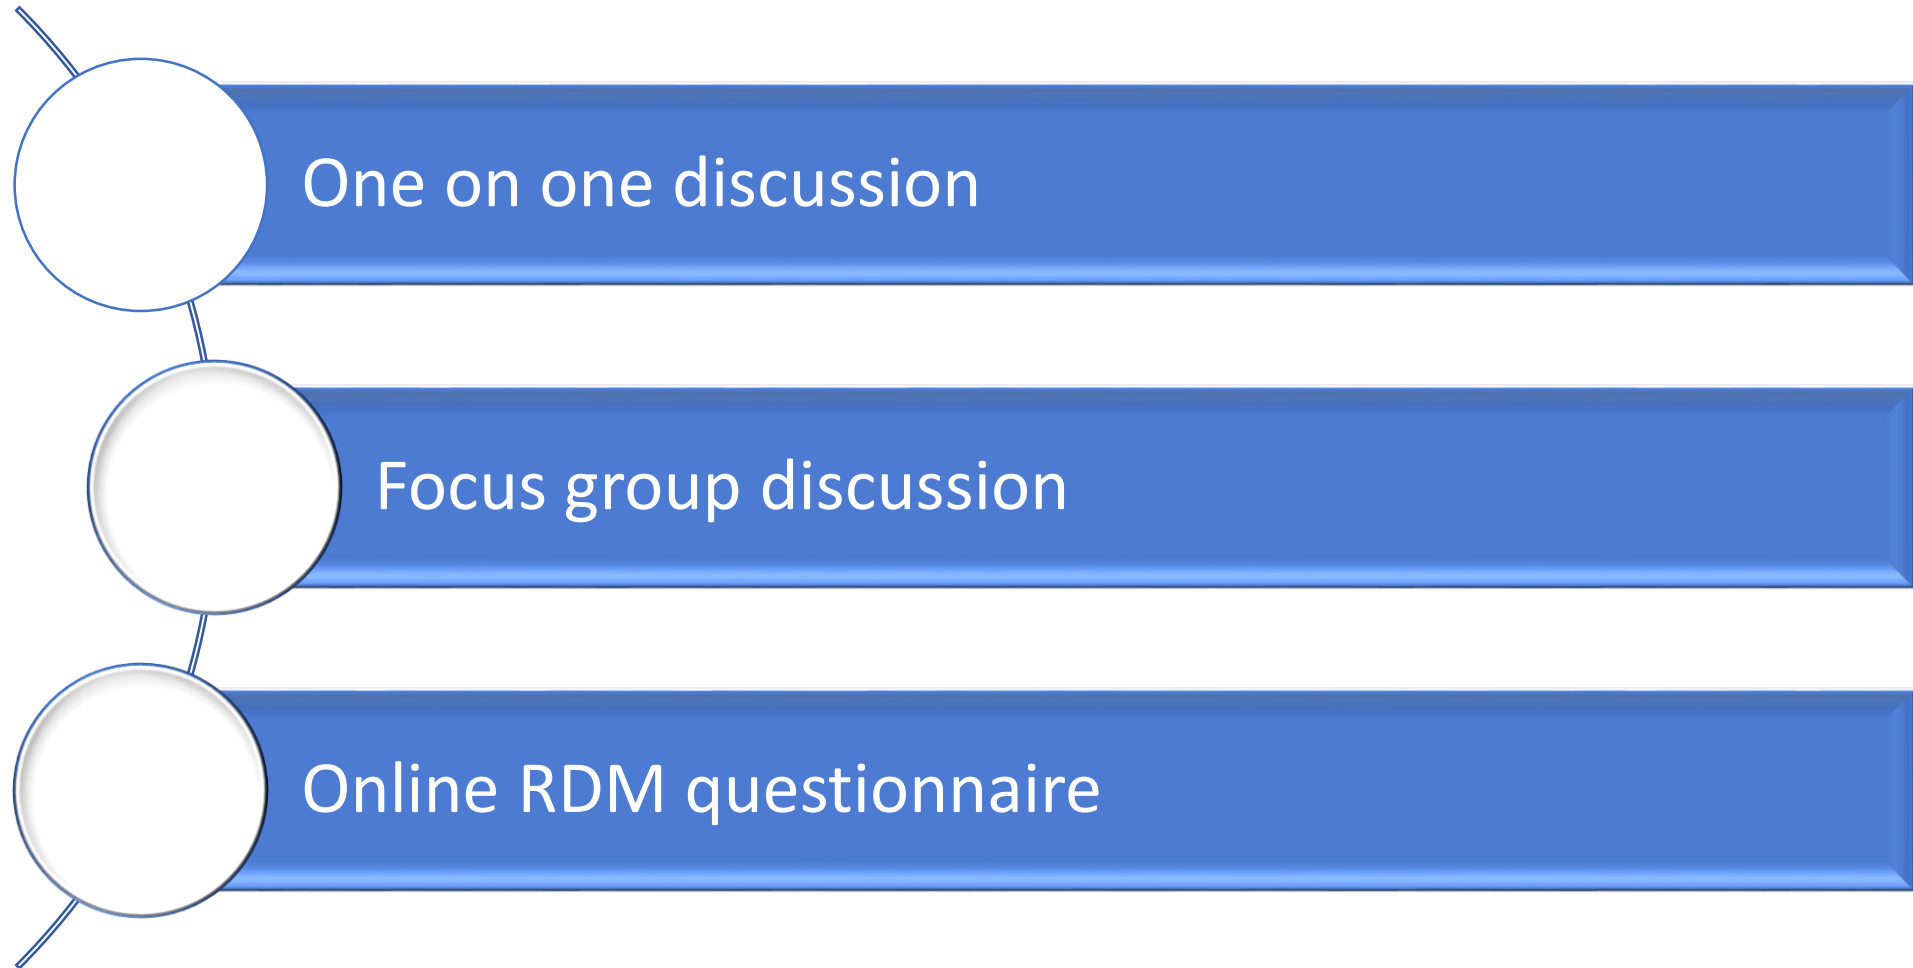 One on one discussion
Focus group discussion
Online RDM questionnaire